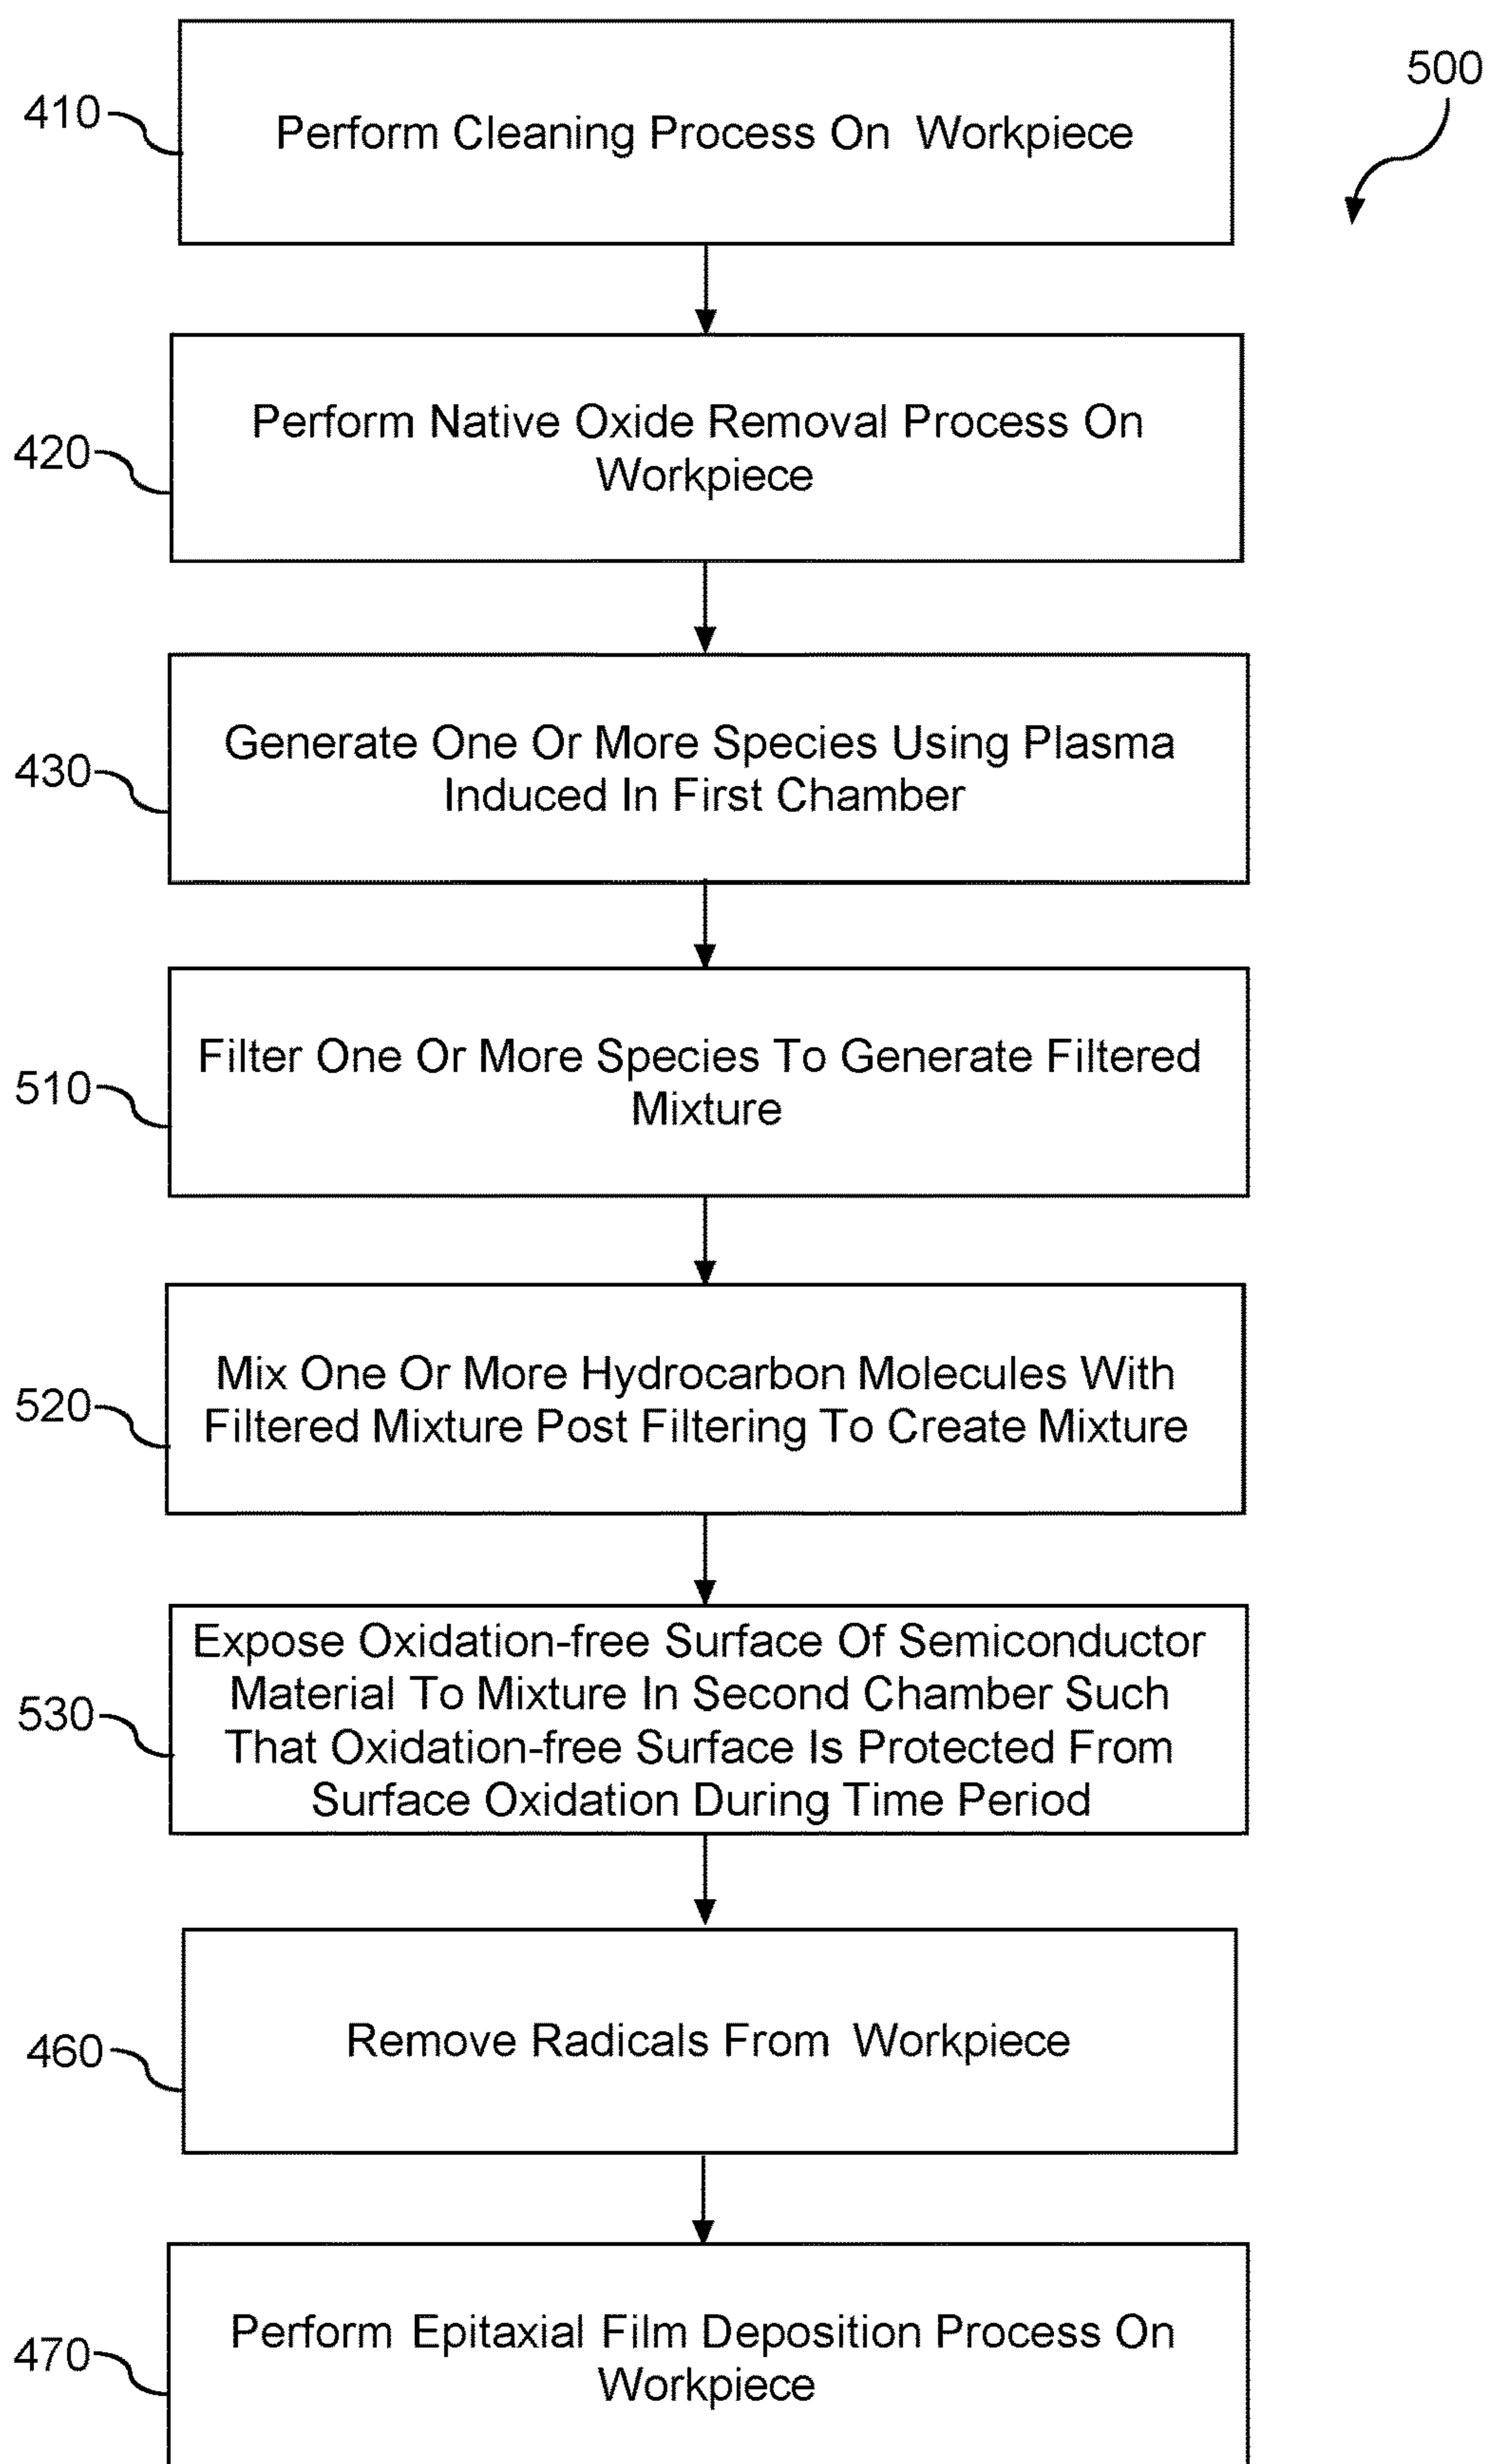 500
410
Perform Cleaning Process On Workpiece
420
Perform Native Oxide Removal Process On
Workpiece
430
Generate One Or More Species Using Plasma
Induced In First Chamber
510
Filter One Or More Species To Generate Filtered
Mixture
520
Mix One Or More Hydrocarbon Molecules With
Filtered Mixture Post Filtering To Create Mixture
530
Expose Oxidation-free Surface Of Semiconductor
Material To Mixture In Second Chamber Such
That Oxidation-free Surface Is Protected From
Surface Oxidation During Time Period
460
Remove Radicals From Workpiece
470
Perform Epitaxial Film Deposition Process On
Workpiece